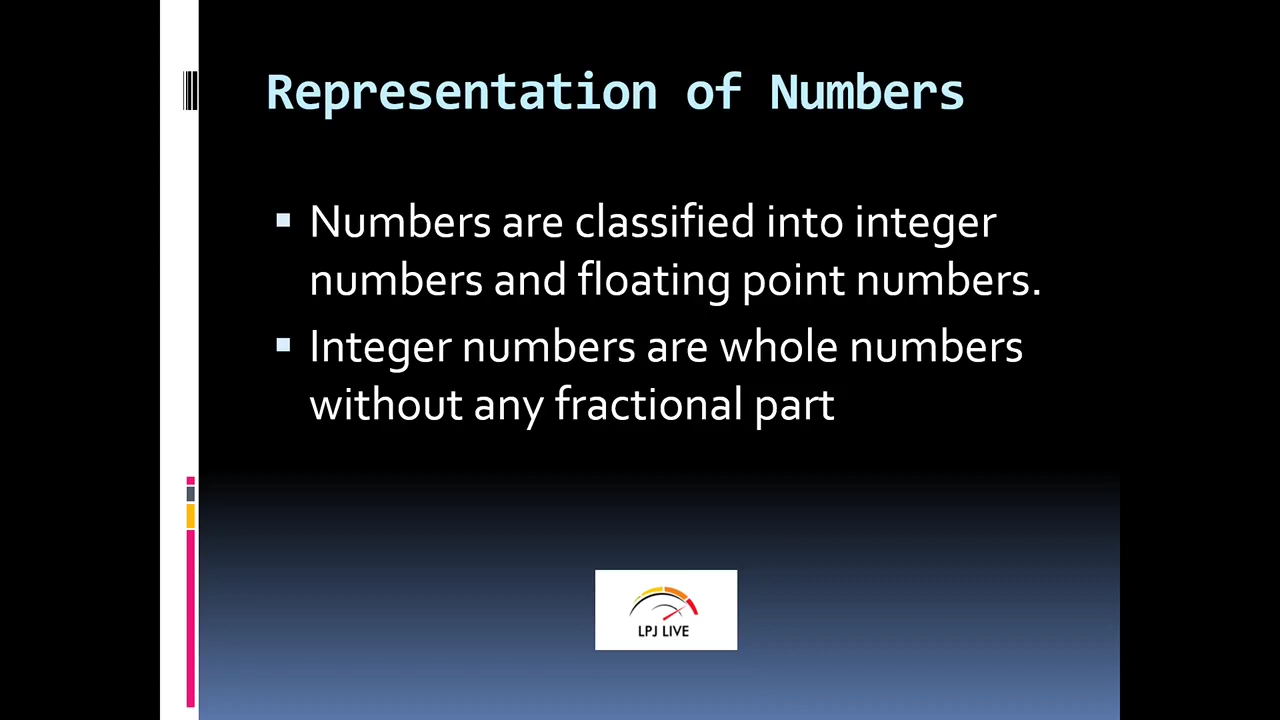 Representation of Numbers
Numbers are classified into integer
numbers and floating point numbers.
Integer numbers are whole numbers
without any fractional part
LPJ LIVE